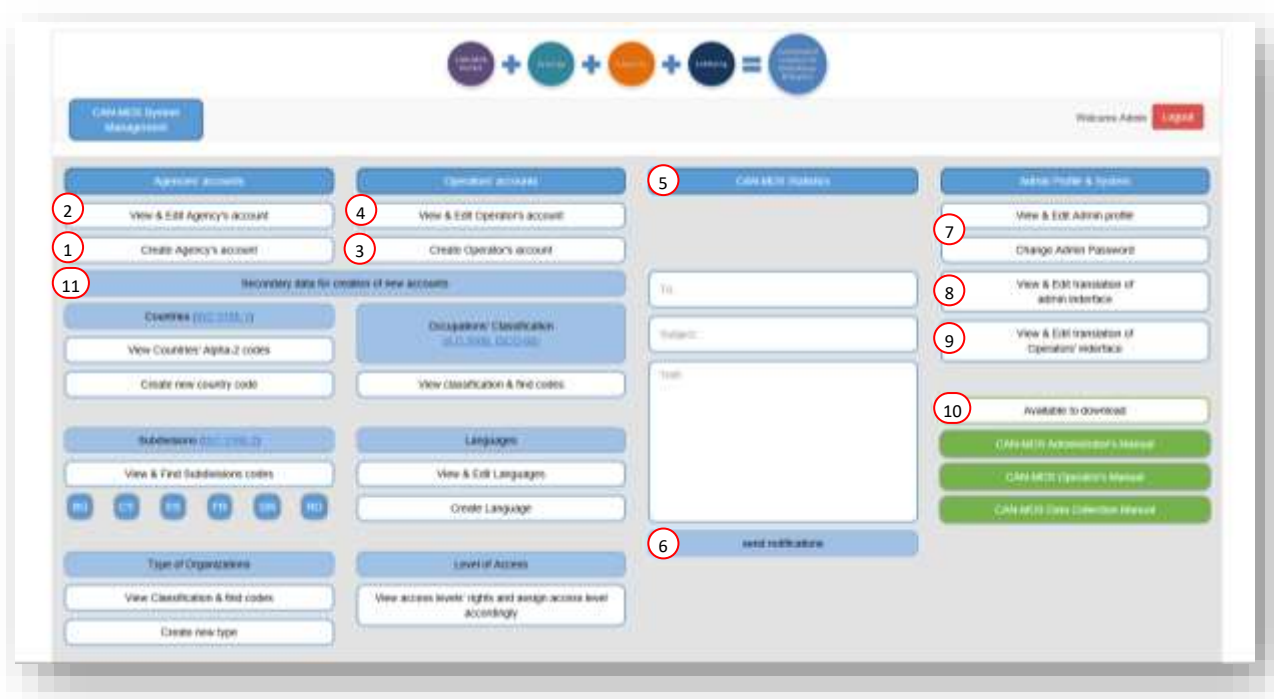 CAN-MDS System
Management
Welcome Admin
Logout
Agencies' accounts
Operators' accounts
5
CAN-MDS Statistics
Admin Profile & System
2
View & Edit Agency's account
4
View & Edit Operator's account
View & Edit Admin profile
7
1
Create Agency's account
3
Create Operator's account
Change Admin Password
11
Secondary data for creation of new accounts
To
8
View & Edit translation of
admin inderface
Countries
Occupations' Classification
Subject
9
View & Edit translation of
Operators' inderface
View Countries' Alpha-2 codes
Text
Create new country code
View classification & find codes
10
Available to download
Subdivisions
Languages
CAN-MDS Administrator's Manual
View & Find Subdivisions codes
View & Edit Languages
CAN-MDS Operator's Manual
Create Language
CAN-MDS Data Collection Manual
6
send notifications
Type of Organizations
Level of Access
View Classification & find codes
View access levels' rights and assign access level
accordingly
Create new type